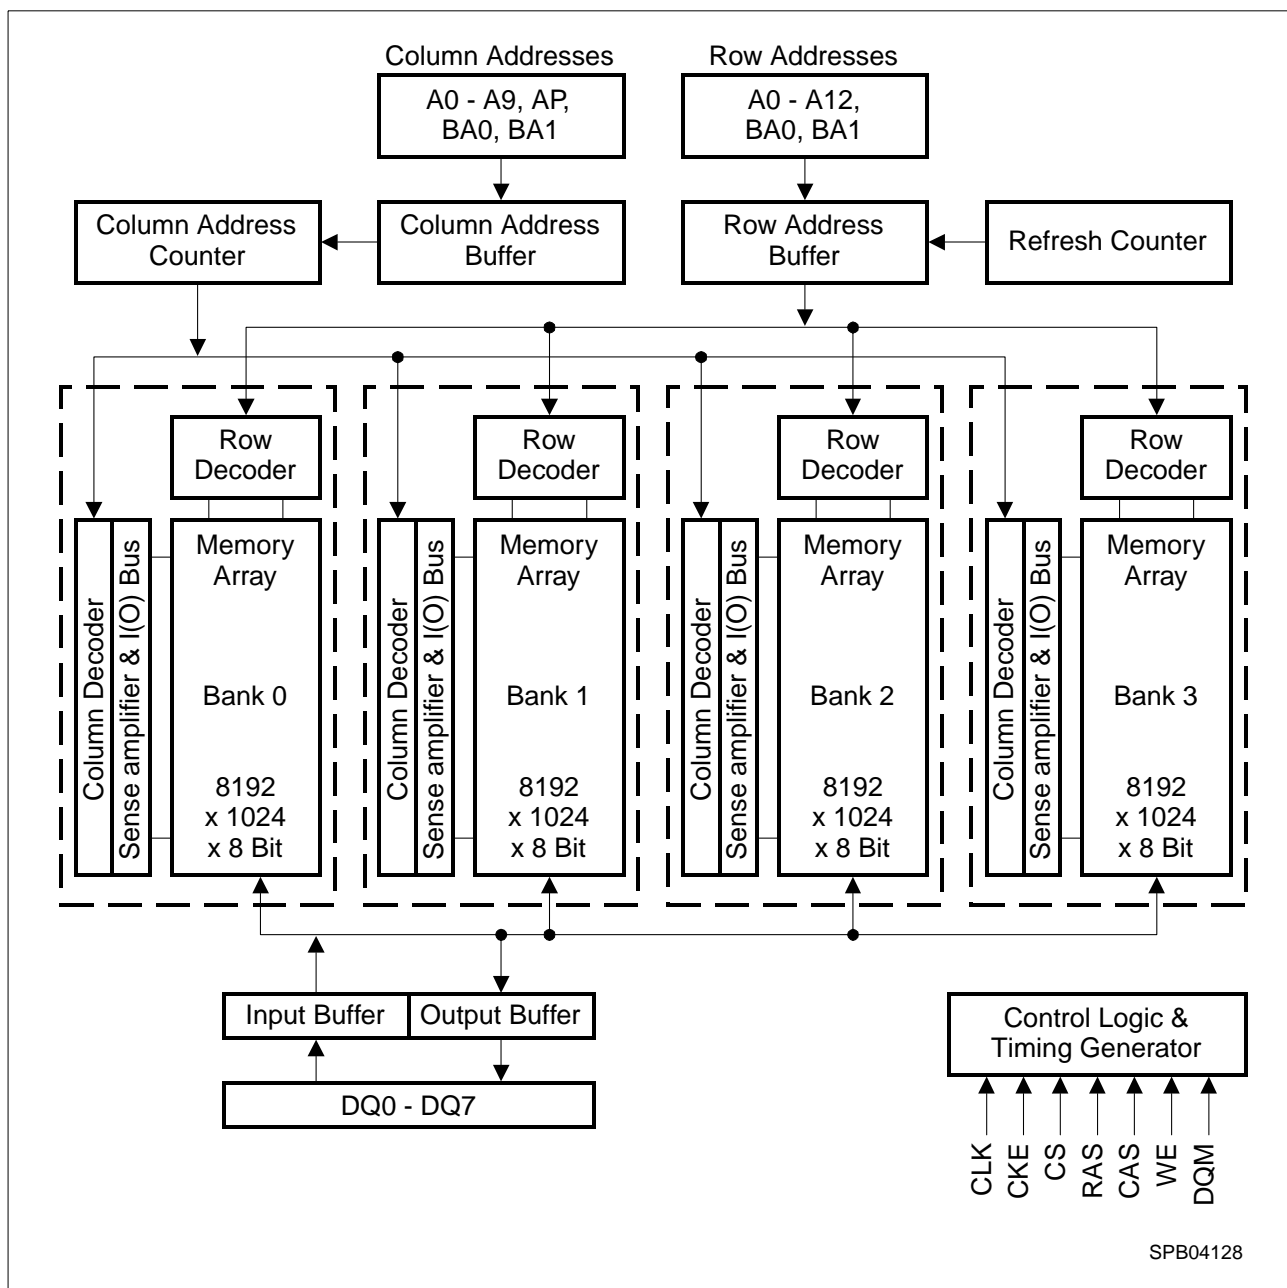 Column Addresses
Row Addresses
A0 - A9, AP,
BA0, BA1
A0 - A12,
BA0, BA1
Column Address
Counter
Column Address
Buffer
Row Address
Buffer
Refresh Counter
Row
Decoder
Row
Decoder
Row
Decoder
Row
Decoder
Column Decoder
Sense amplifier & I(O) Bus
Memory
Array
Bank 0
8192
x 1024
x 8 Bit
Column Decoder
Sense amplifier & I(O) Bus
Memory
Array
Bank 1
8192
x 1024
x 8 Bit
Column Decoder
Sense amplifier & I(O) Bus
Memory
Array
Bank 2
8192
x 1024
x 8 Bit
Column Decoder
Sense amplifier & I(O) Bus
Memory
Array
Bank 3
8192
x 1024
x 8 Bit
Input Buffer
Output Buffer
DQ0 - DQ7
Control Logic &
Timing Generator
CLK
CKE
CS
RAS
CAS
WE
DQM
SPB04128